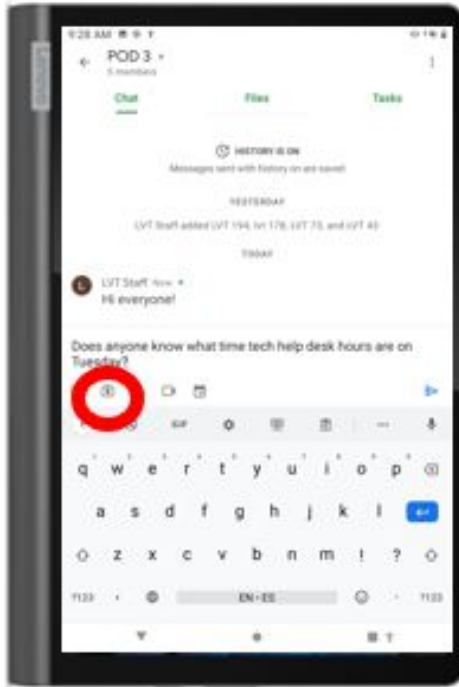 Lenovo
9:28 AM
POD 3
5 members
Chat Files Tasks
HISTORY IS ON
Messages sent with history on are saved
YESTERDAY
LVT Staff added LVT 194, lvt 178, LVT 73, and LVT 43
TODAY
L LVT Staff Now
Hi everyone!
Does anyone know what time tech help desk hours are on
Tuesday?
GIF
q w e r t y u i o p
a s d f g h j k l
z x c v b n m ! ?
?123 , EN • ES . ?123